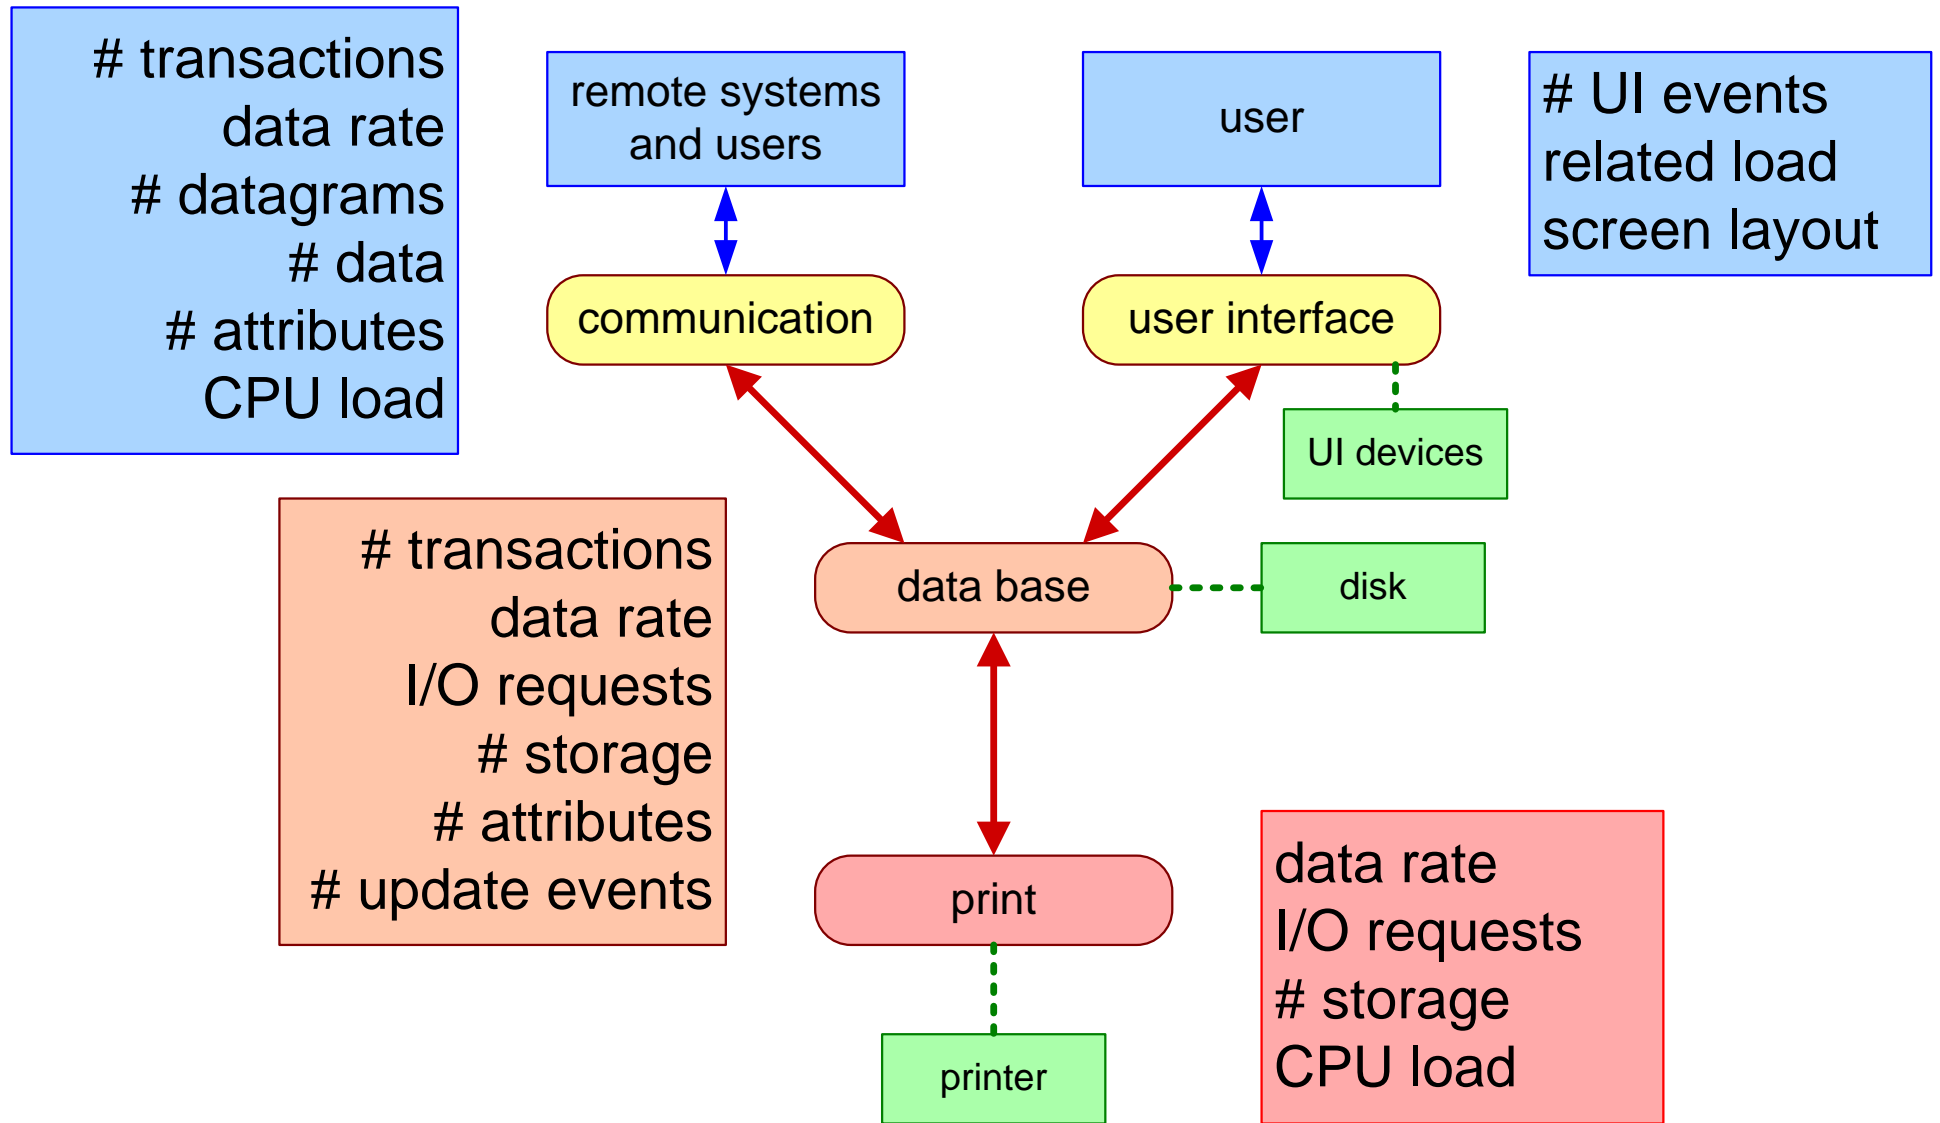 # transactions
data rate
# datagrams
# data
# attributes
CPU load
remote systems
and users
user
# UI events
related load
screen layout
communication
user interface
UI devices
# transactions
data rate
I/O requests
# storage
# attributes
# update events
data base
disk
print
printer
data rate
I/O requests
# storage
CPU load